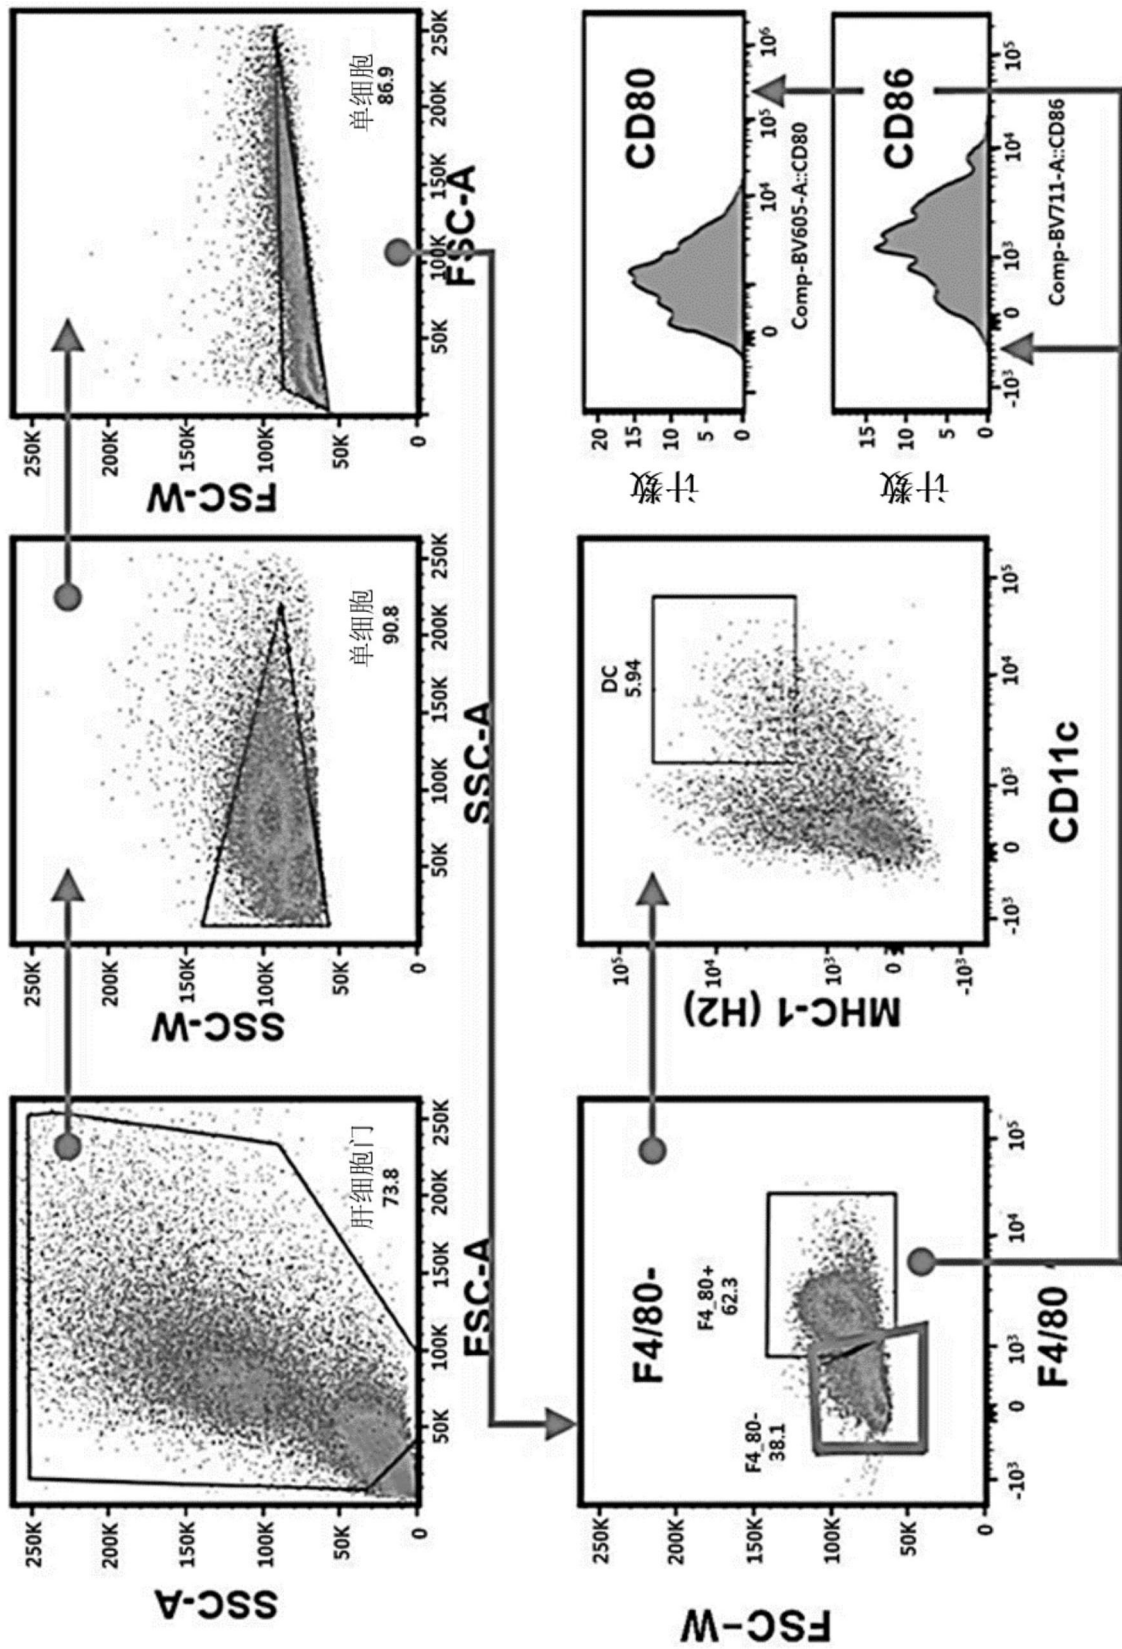 250K
200K
150K
100K
50K
0
SSC-A
肝细胞门
73.8
50K
100K
150K
200K
250K
FSC-A
250K
200K
150K
100K
50K
0
SSC-W
单细胞
90.8
50K
100K
150K
200K
250K
SSC-A
250K
200K
150K
100K
50K
0
FSC-W
单细胞
86.9
50K
100K
150K
200K
250K
FSC-A
250K
200K
150K
100K
50K
0
FSC-W
F4/80-
F4_80+
62.3
F4_80-
38.1
-10³ 0 10³ 10⁴ 10⁵
F4/80
10⁵
10⁴
10³
0
-10³
MHC-1 (H2)
DC
5.94
-10³ 0 10³ 10⁴ 10⁵
CD11c
20
15
10
5
0
计数
CD80
0 10⁴ 10⁵ 10⁶
Comp-BV605-A::CD80
15
10
5
0
计数
CD86
-10³ 0 10³ 10⁴ 10⁵
Comp-BV711-A::CD86